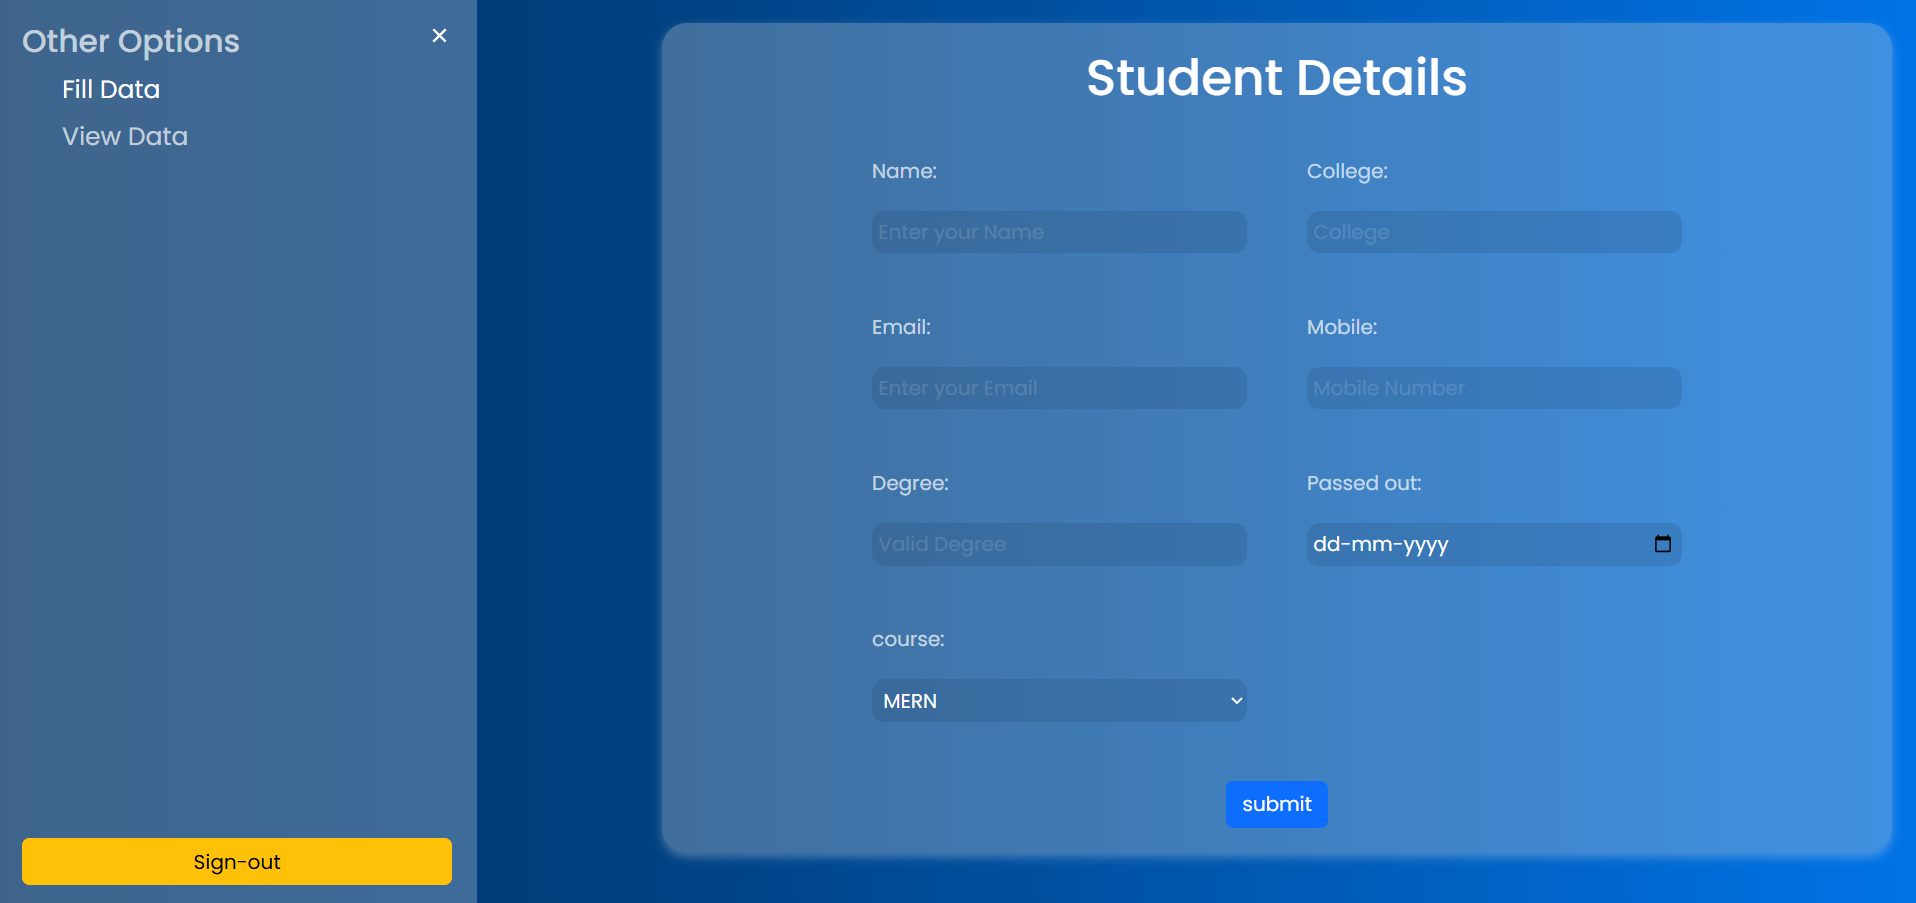 Other Options
Fill Data
View Data
Sign-out
Student Details
Name:
Enter your Name
College:
College
Email:
Enter your Email
Mobile:
Mobile Number
Degree:
Valid Degree
Passed out:
dd-mm-yyyy
course:
MERN
submit